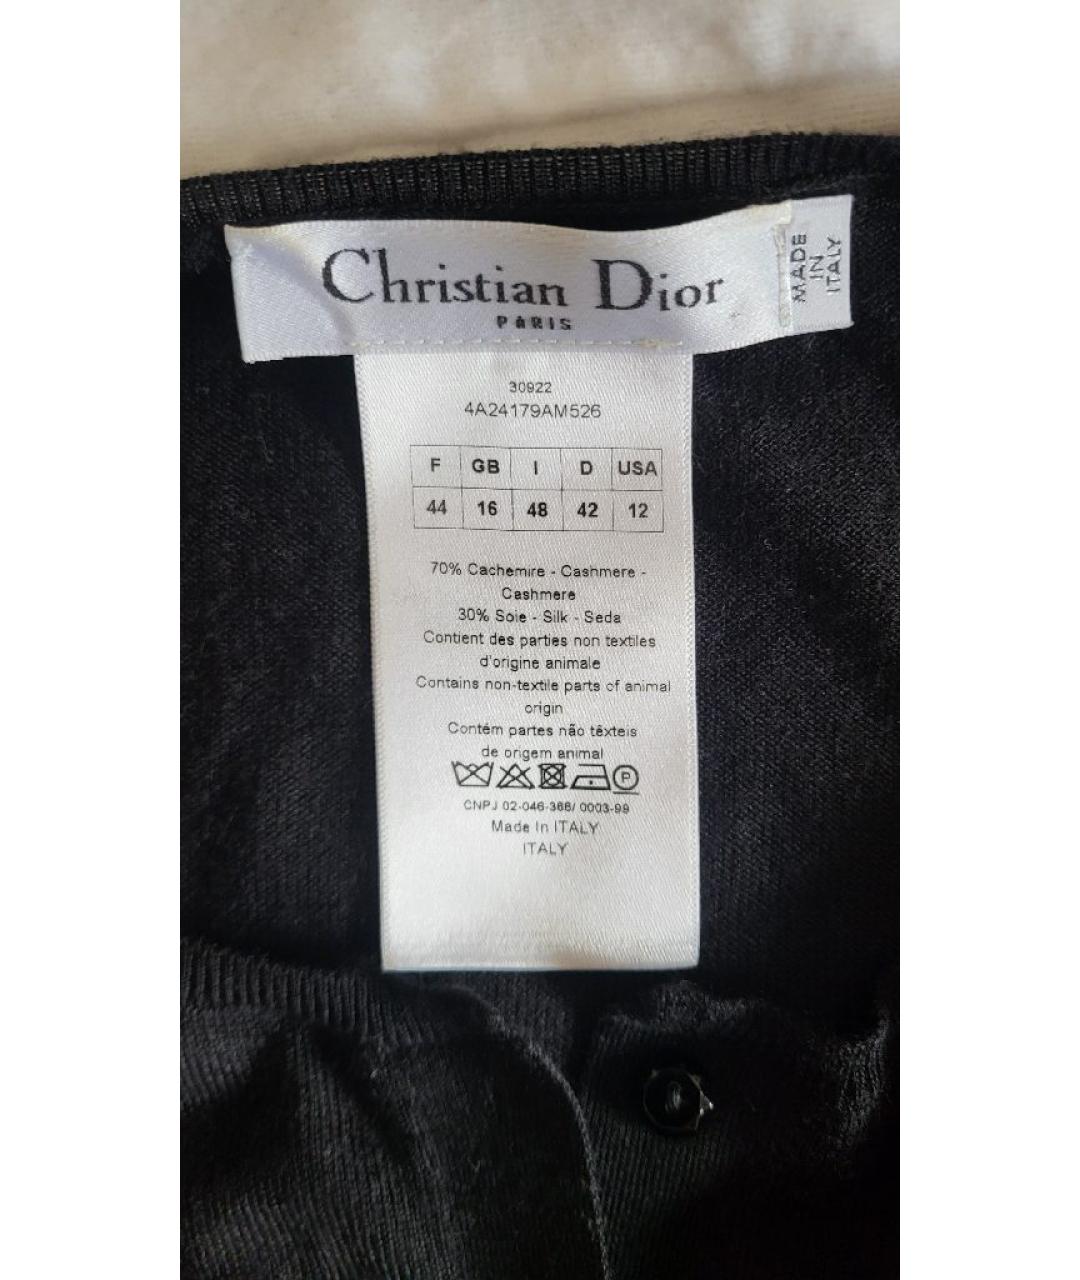 Christian Dior
PARIS
MADE
IN
ITALY
30922
4A24179AM526
F GB I D USA
44 16 48 42 12
70% Cachemire - Cashmere -
Cashmere
30% Soie - Silk - Seda
Contient des parties non textiles
d'origine animale
Contains non-textile parts of animal
origin
Contém partes não têxteis
de origem animal
P
CNPJ 02-046-366/ 0003-99
Made In ITALY
ITALY